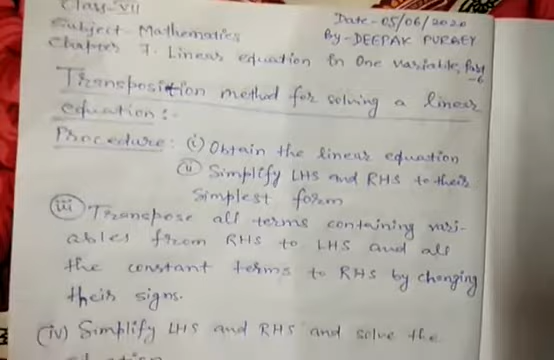 Class-VII
Date-05/06/2020
Subject-Mathematics
By-DEEPAK PURBEY
Chapter 7. Linear equation in One variable, Part-6
Transposition method for solving a linear
equation:-
Procedure: (i) Obtain the linear equation
(ii) Simplify LHS and RHS to their
simplest form
(iii) Transpose all terms containing vari-
ables from RHS to LHS and all
the constant terms to RHS by changing
their signs.
(iv) Simplify LHS and RHS and solve the